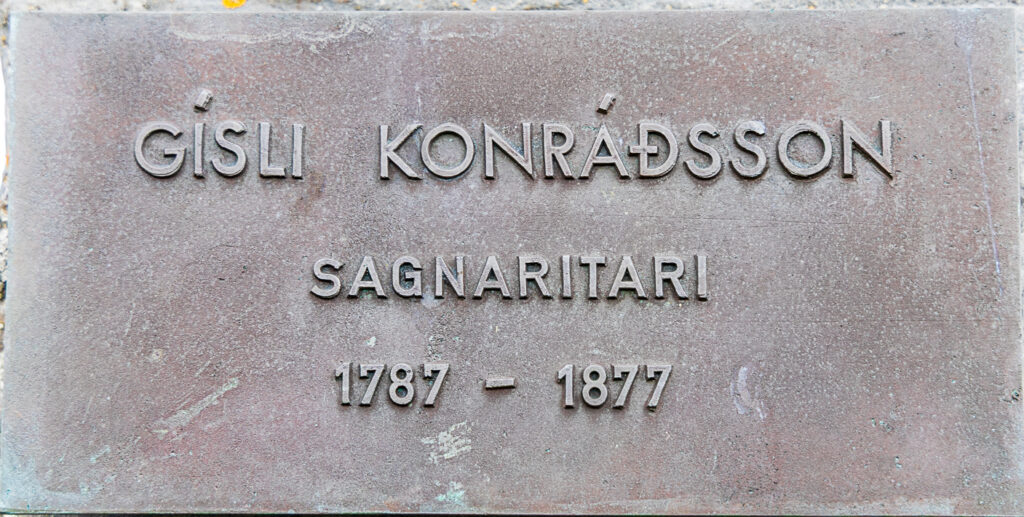 GÍSLI KONRÁÐSSON
SAGNARITARI
1787 - 1877